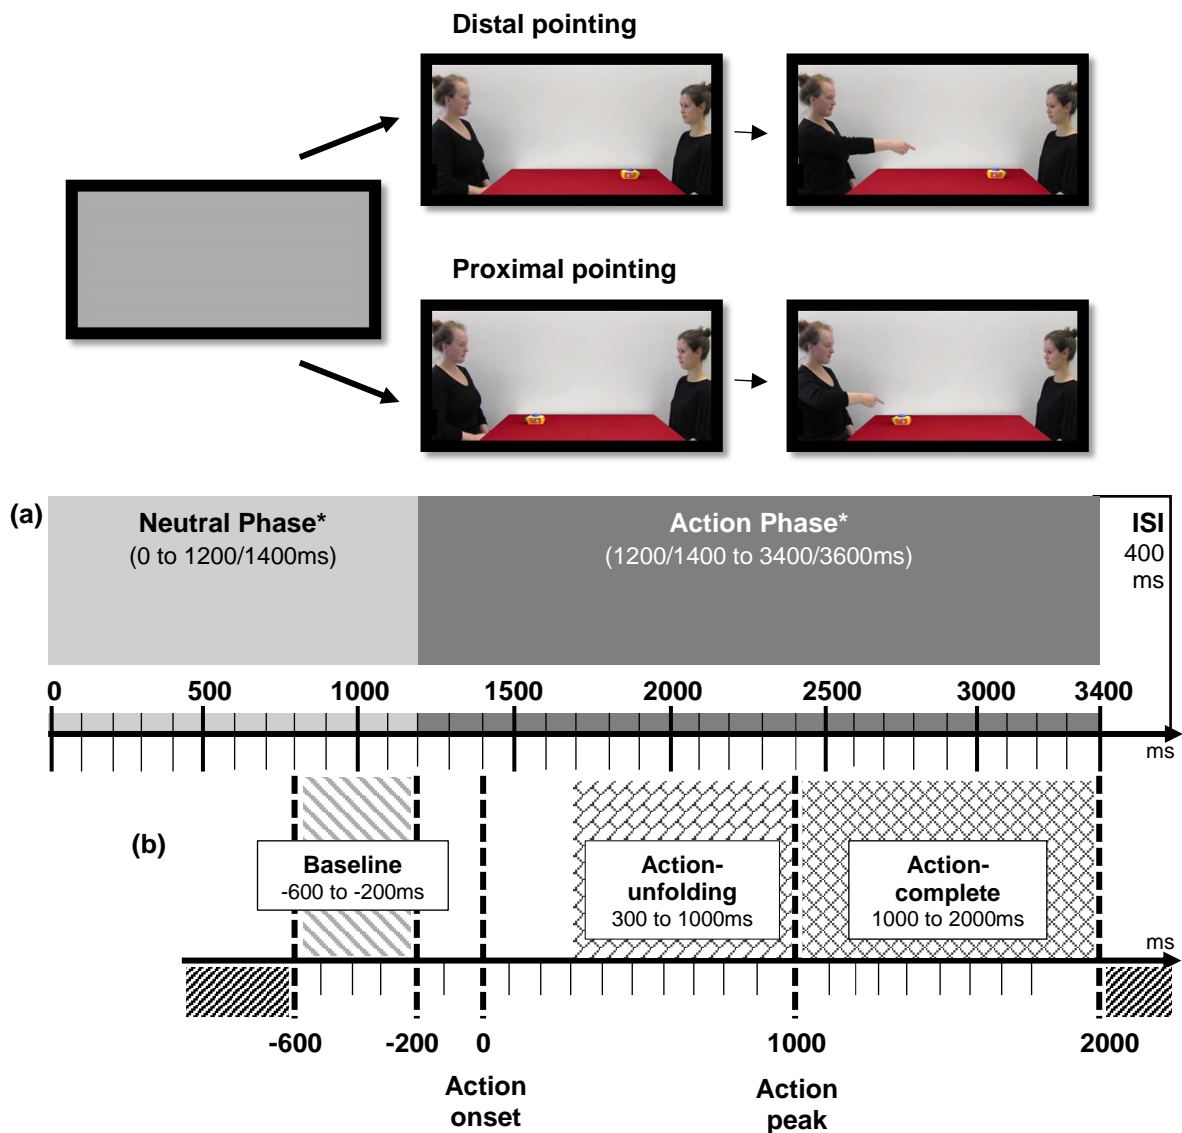 Distal pointing
Proximal pointing
(a)
Neutral Phase*
(0 to 1200/1400ms)
Action Phase*
(1200/1400 to 3400/3600ms)
ISI
400
ms
0 500 1000 1500 2000 2500 3000 3400
ms
(b)
Baseline
-600 to -200ms
Action-
unfolding
300 to 1000ms
Action-
complete
1000 to 2000ms
ms
-600 -200 0 1000 2000
Action
onset
Action
peak